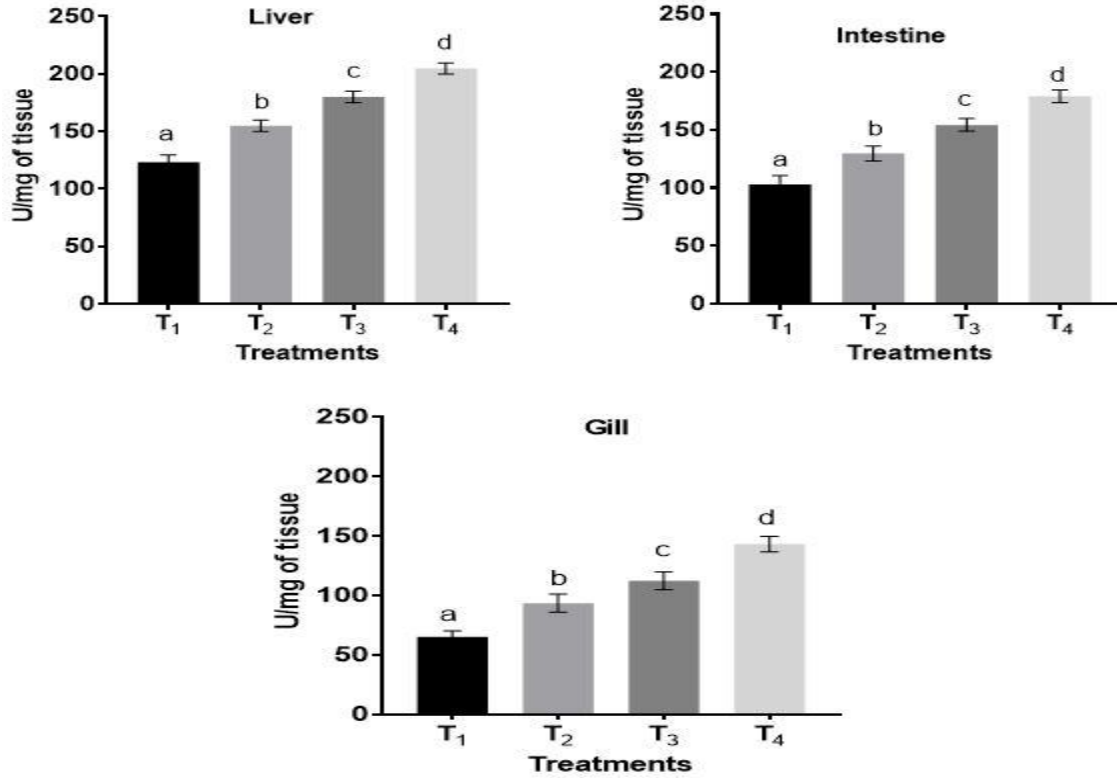 Liver
U/mg of tissue
250
200
150
100
50
0
a
b
c
d
T₁ T₂ T₃ T₄
Treatments
Intestine
U/mg of tissue
250
200
150
100
50
0
a
b
c
d
T₁ T₂ T₃ T₄
Treatments
Gill
U/mg of tissue
250
200
150
100
50
0
a
b
c
d
T₁ T₂ T₃ T₄
Treatments